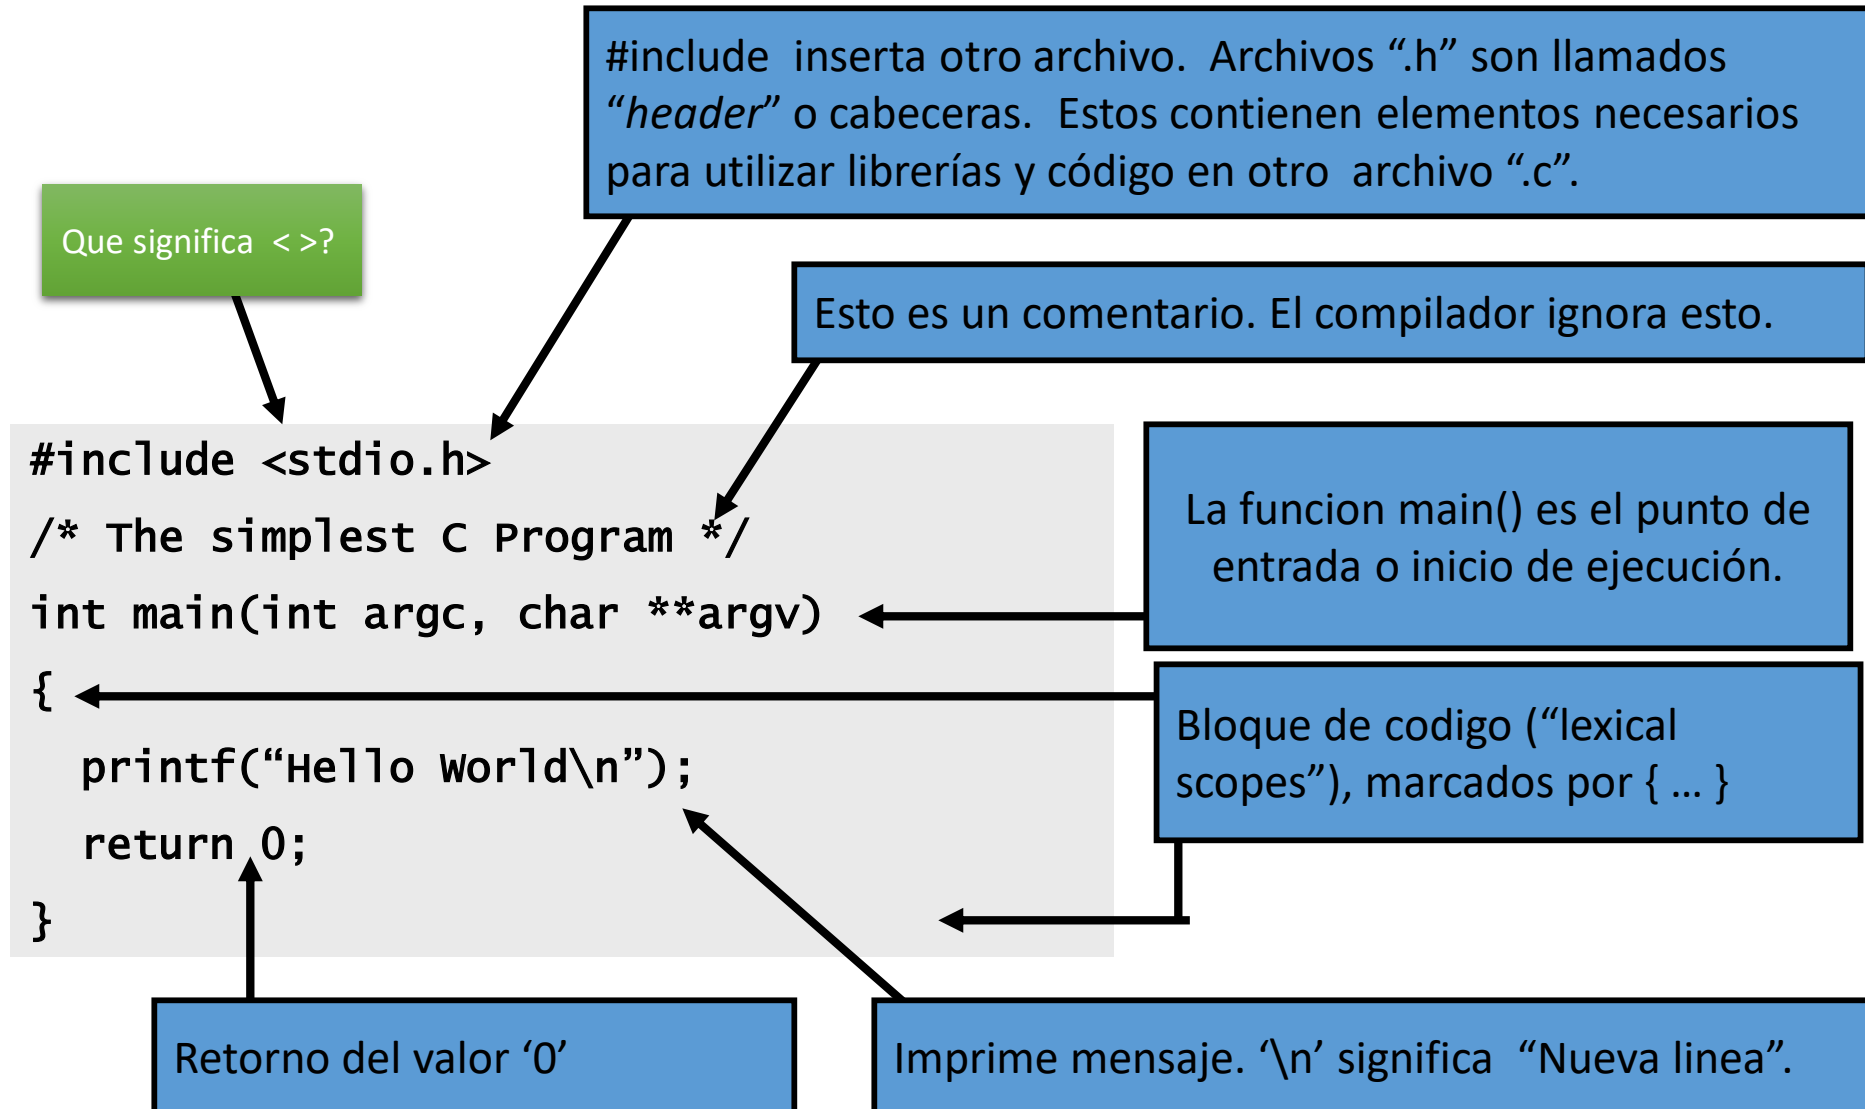 #include inserta otro archivo. Archivos “.h” son llamados
“header” o cabeceras. Estos contienen elementos necesarios
para utilizar librerías y código en otro archivo “.c”.
Que significa < >?
Esto es un comentario. El compilador ignora esto.
#include <stdio.h>
/* The simplest C Program */
int main(int argc, char **argv)
{
printf(“Hello World\n”);
return 0;
}
La funcion main() es el punto de
entrada o inicio de ejecución.
Bloque de codigo (“lexical
scopes”), marcados por { … }
Retorno del valor ‘0’
Imprime mensaje. ‘\n’ significa “Nueva linea”.